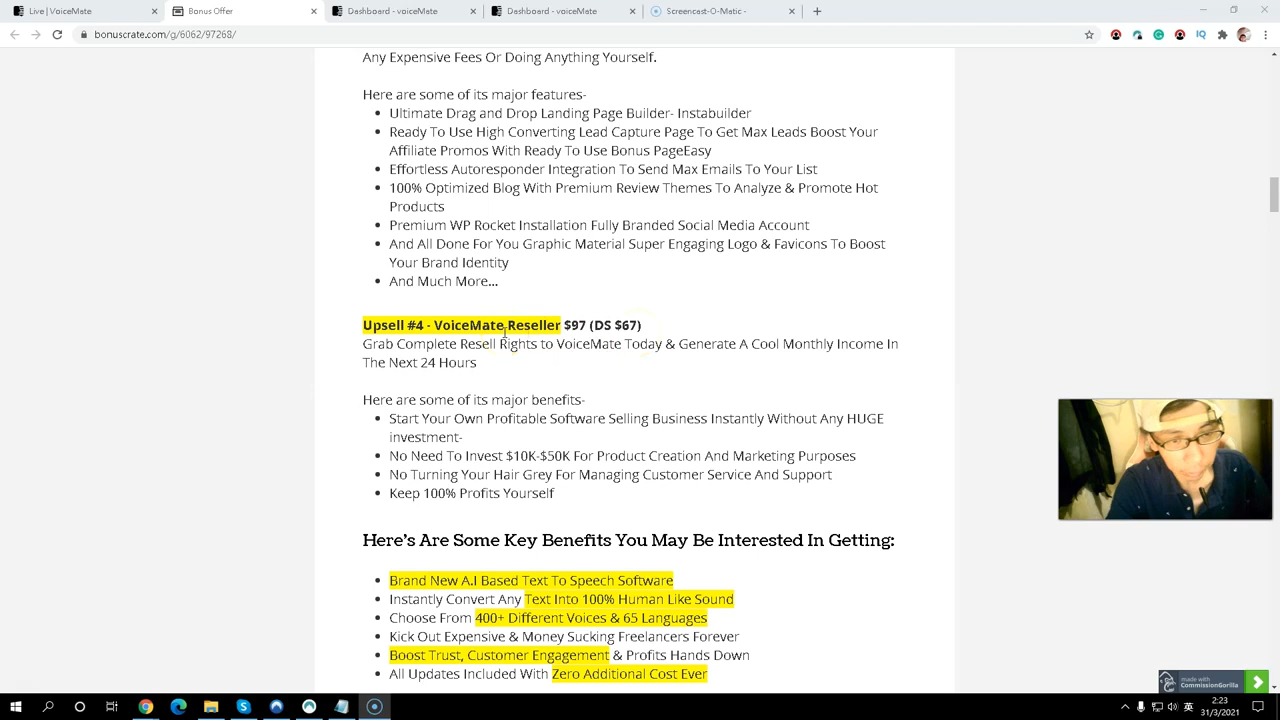 Live | VoiceMate
Bonus Offer
Dashboard - voiceMate
Dashboard - voiceMate
Screencast-O-Matic -
bonuscrate.com/g/6062/97268/
Any Expensive Fees Or Doing Anything Yourself.
Here are some of its major features-
Ultimate Drag and Drop Landing Page Builder- Instabuilder
Ready To Use High Converting Lead Capture Page To Get Max Leads Boost Your
Affiliate Promos With Ready To Use Bonus PageEasy
Effortless Autoresponder Integration To Send Max Emails To Your List
100% Optimized Blog With Premium Review Themes To Analyze & Promote Hot
Products
Premium WP Rocket Installation Fully Branded Social Media Account
And All Done For You Graphic Material Super Engaging Logo & Favicons To Boost
Your Brand Identity
And Much More...
Upsell #4 - VoiceMate Reseller $97 (DS $67)
Grab Complete Resell Rights to VoiceMate Today & Generate A Cool Monthly Income In
The Next 24 Hours
Here are some of its major benefits-
Start Your Own Profitable Software Selling Business Instantly Without Any HUGE
investment-
No Need To Invest $10K-$50K For Product Creation And Marketing Purposes
No Turning Your Hair Grey For Managing Customer Service And Support
Keep 100% Profits Yourself
Here's Are Some Key Benefits You May Be Interested In Getting:
Brand New A.I Based Text To Speech Software
Instantly Convert Any Text Into 100% Human Like Sound
Choose From 400+ Different Voices & 65 Languages
Kick Out Expensive & Money Sucking Freelancers Forever
Boost Trust, Customer Engagement & Profits Hands Down
All Updates Included With Zero Additional Cost Ever
made with
COMMISSIONGORILLA
英
2:23
31/3/2021